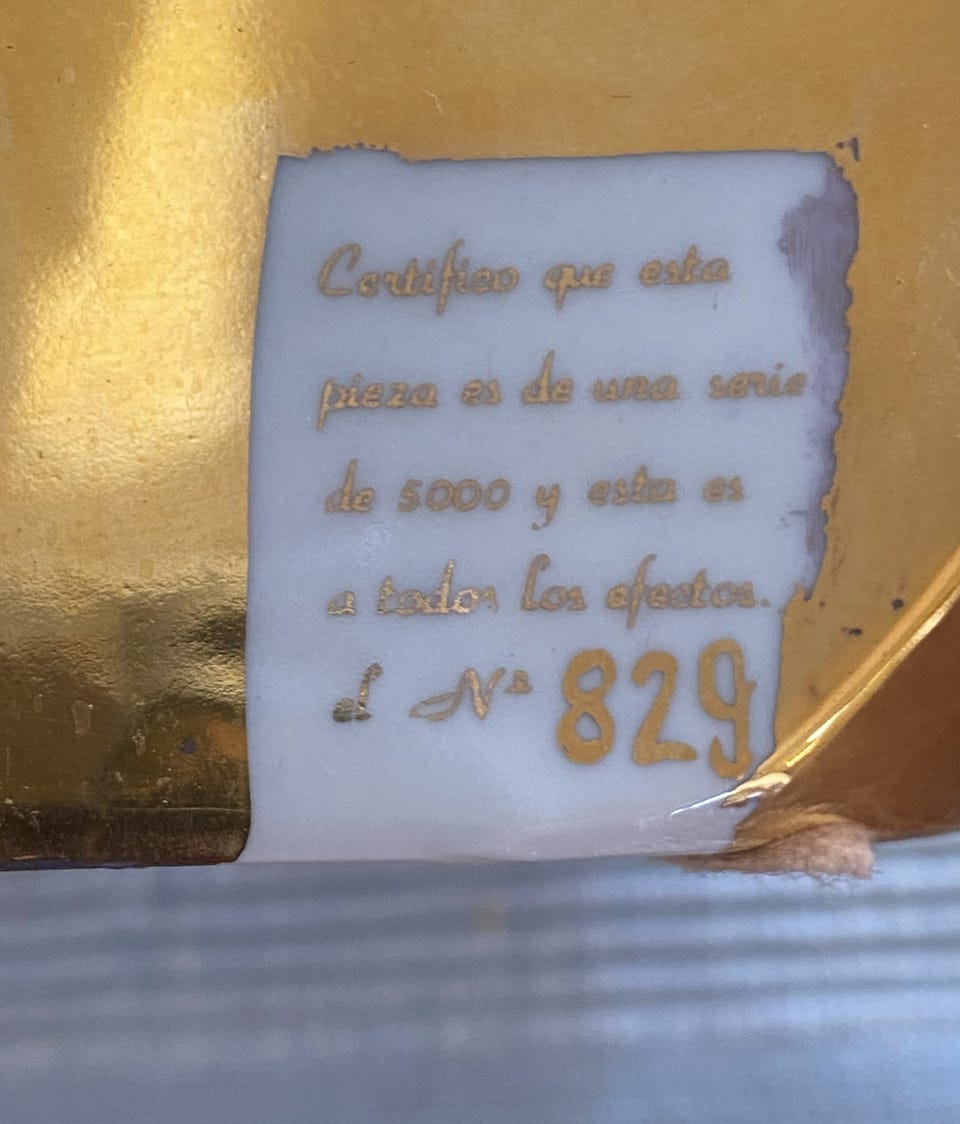 Certifico que esta
pieza es de una serie
de 5000 y esta es
a todos los efectos.
el Nº 829